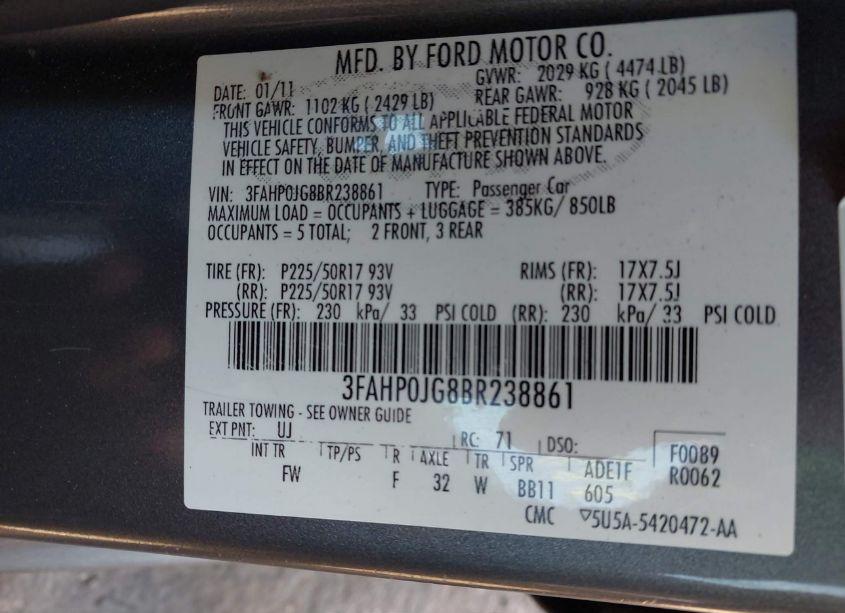 MFD. BY FORD MOTOR CO.
DATE: 01/11 GVWR: 2029 KG ( 4474 LB)
FRONT GAWR: 1102 KG ( 2429 LB) REAR GAWR: 928 KG ( 2045 LB)
THIS VEHICLE CONFORMS TO ALL APPLICABLE FEDERAL MOTOR
VEHICLE SAFETY, BUMPER, AND THEFT PREVENTION STANDARDS
IN EFFECT ON THE DATE OF MANUFACTURE SHOWN ABOVE.
VIN: 3FAHP0JG8BR238861 TYPE: Passenger Car
MAXIMUM LOAD = OCCUPANTS + LUGGAGE = 385KG/ 850LB
OCCUPANTS = 5 TOTAL; 2 FRONT, 3 REAR
TIRE (FR): P225/50R17 93V RIMS (FR): 17X7.5J
(RR): P225/50R17 93V (RR): 17X7.5J
PRESSURE (FR): 230 kPa/ 33 PSI COLD (RR): 230 kPa/ 33 PSI COLD
3FAHP0JG8BR238861
TRAILER TOWING - SEE OWNER GUIDE
EXT PNT: UJ RC: 71 DSO: F0089
INT TR TP/PS R AXLE TR SPR ADE1F R0062
FW F 32 W BB11 605
CMC ▽5U5A-5420472-AA